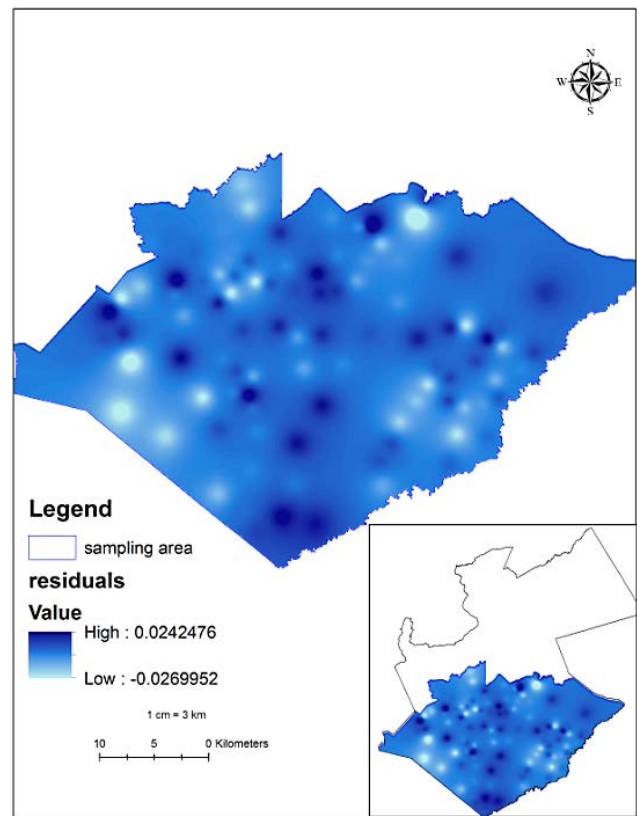 N
W E
S
Legend
sampling area
residuals
Value
High : 0.0242476
Low : -0.0269952
1 cm = 3 km
10 5 0 Kilometers